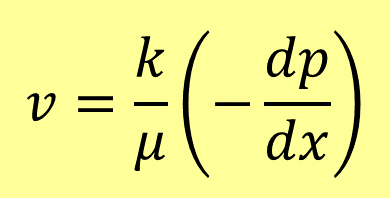 v = k/μ (− dp/dx)